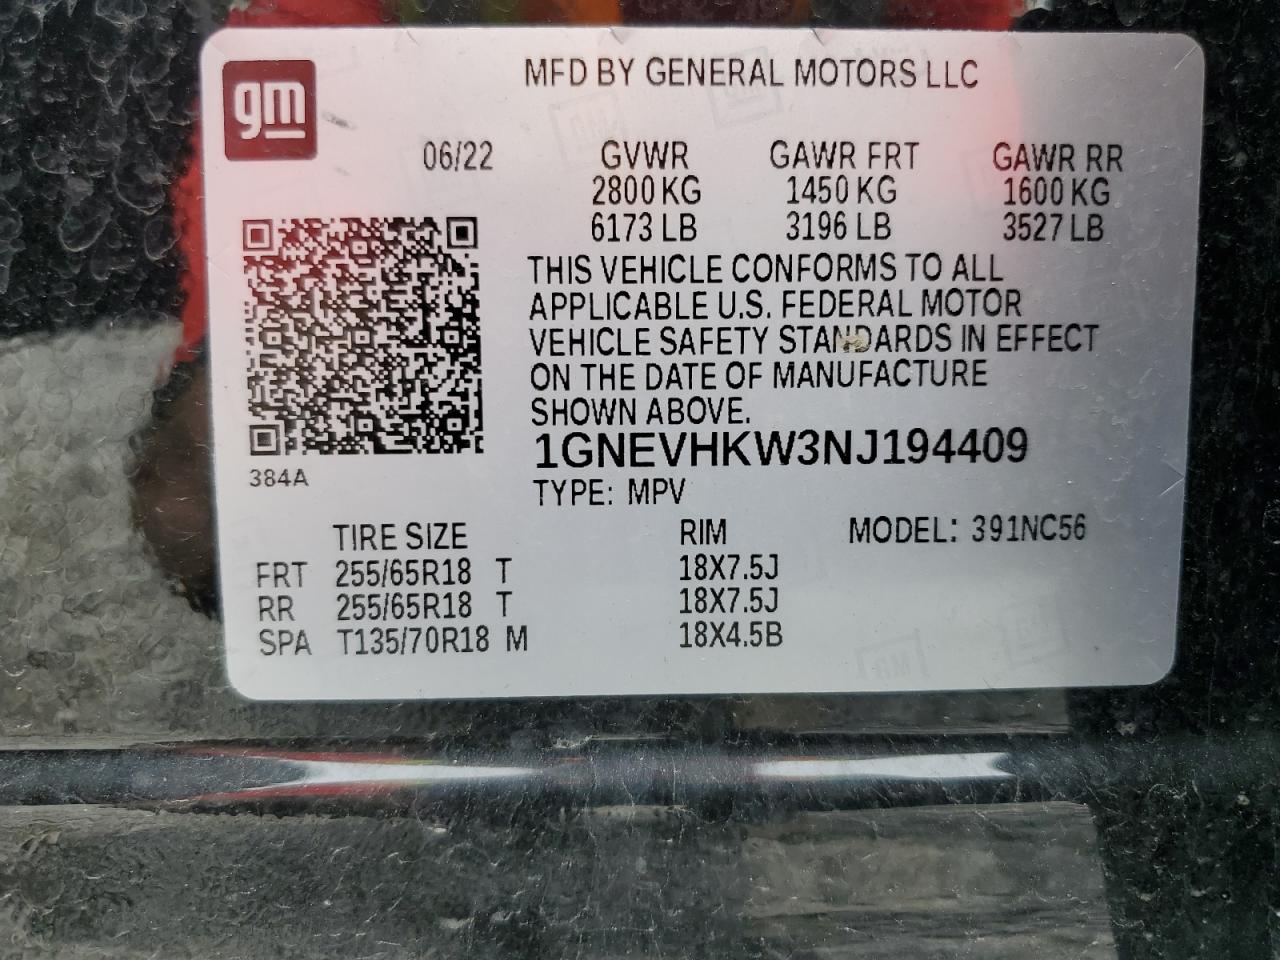 gm
MFD BY GENERAL MOTORS LLC
06/22 GVWR GAWR FRT GAWR RR
2800 KG 1450 KG 1600 KG
6173 LB 3196 LB 3527 LB
THIS VEHICLE CONFORMS TO ALL
APPLICABLE U.S. FEDERAL MOTOR
VEHICLE SAFETY STANDARDS IN EFFECT
ON THE DATE OF MANUFACTURE
SHOWN ABOVE.
1GNEVHKW3NJ194409
384A
TYPE: MPV
TIRE SIZE RIM MODEL: 391NC56
FRT 255/65R18 T 18X7.5J
RR 255/65R18 T 18X7.5J
SPA T135/70R18 M 18X4.5B